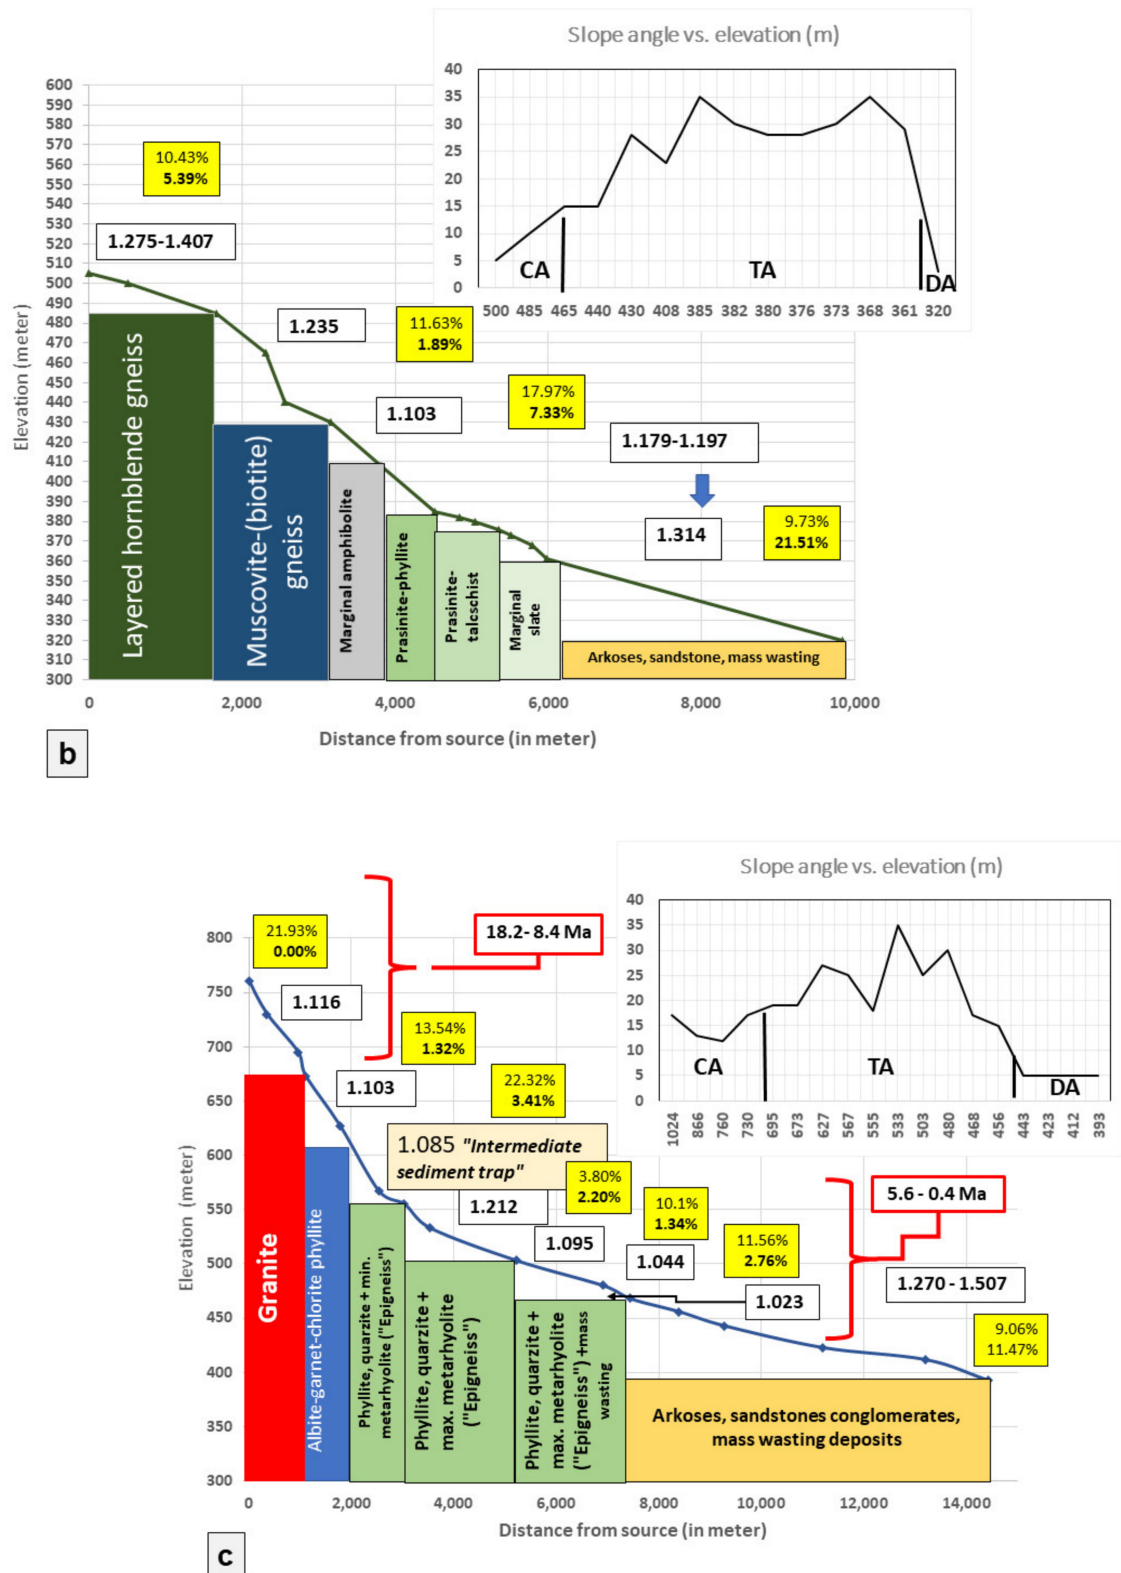 Slope angle vs. elevation (m)
40
35
30
25
20
15
10
5
0
CA
TA
DA
500 485 465 440 430 408 385 382 380 376 373 368 361 320
600
590
580
570
560
550
540
530
520
510
500
490
480
470
460
450
440
430
420
410
400
390
380
370
360
350
340
330
320
310
300
Elevation (meter)
10.43%
5.39%
1.275-1.407
1.235
11.63%
1.89%
1.103
17.97%
7.33%
1.179-1.197
1.314
9.73%
21.51%
Layered hornblende gneiss
Muscovite-(biotite)
gneiss
Marginal amphibolite
Prasinite-phyllite
Prasinite-
talcschist
Marginal
slate
Arkoses, sandstone, mass wasting
0 2,000 4,000 6,000 8,000 10,000
Distance from source (in meter)
b
Slope angle vs. elevation (m)
40
35
30
25
20
15
10
5
0
CA
TA
DA
1024 866 760 730 695 673 627 567 555 533 503 480 468 456 443 423 412 393
800
750
700
650
600
550
500
450
400
350
300
Elevation (meter)
21.93%
0.00%
1.116
18.2- 8.4 Ma
13.54%
1.32%
1.103
22.32%
3.41%
1.085 "Intermediate
sediment trap"
3.80%
2.20%
1.212
10.1%
1.34%
1.095
11.56%
2.76%
1.044
1.023
5.6 - 0.4 Ma
1.270 - 1.507
9.06%
11.47%
Granite
Albite-garnet-chlorite phyllite
Phyllite, quarzite + min.
metarhyolite ("Epigneiss")
Phyllite, quarzite +
max. metarhyolite
("Epigneiss")
Phyllite, quarzite +
max. metarhyolite
("Epigneiss") +mass
wasting
Arkoses, sandstones conglomerates,
mass wasting deposits
0 2,000 4,000 6,000 8,000 10,000 12,000 14,000
Distance from source (in meter)
c